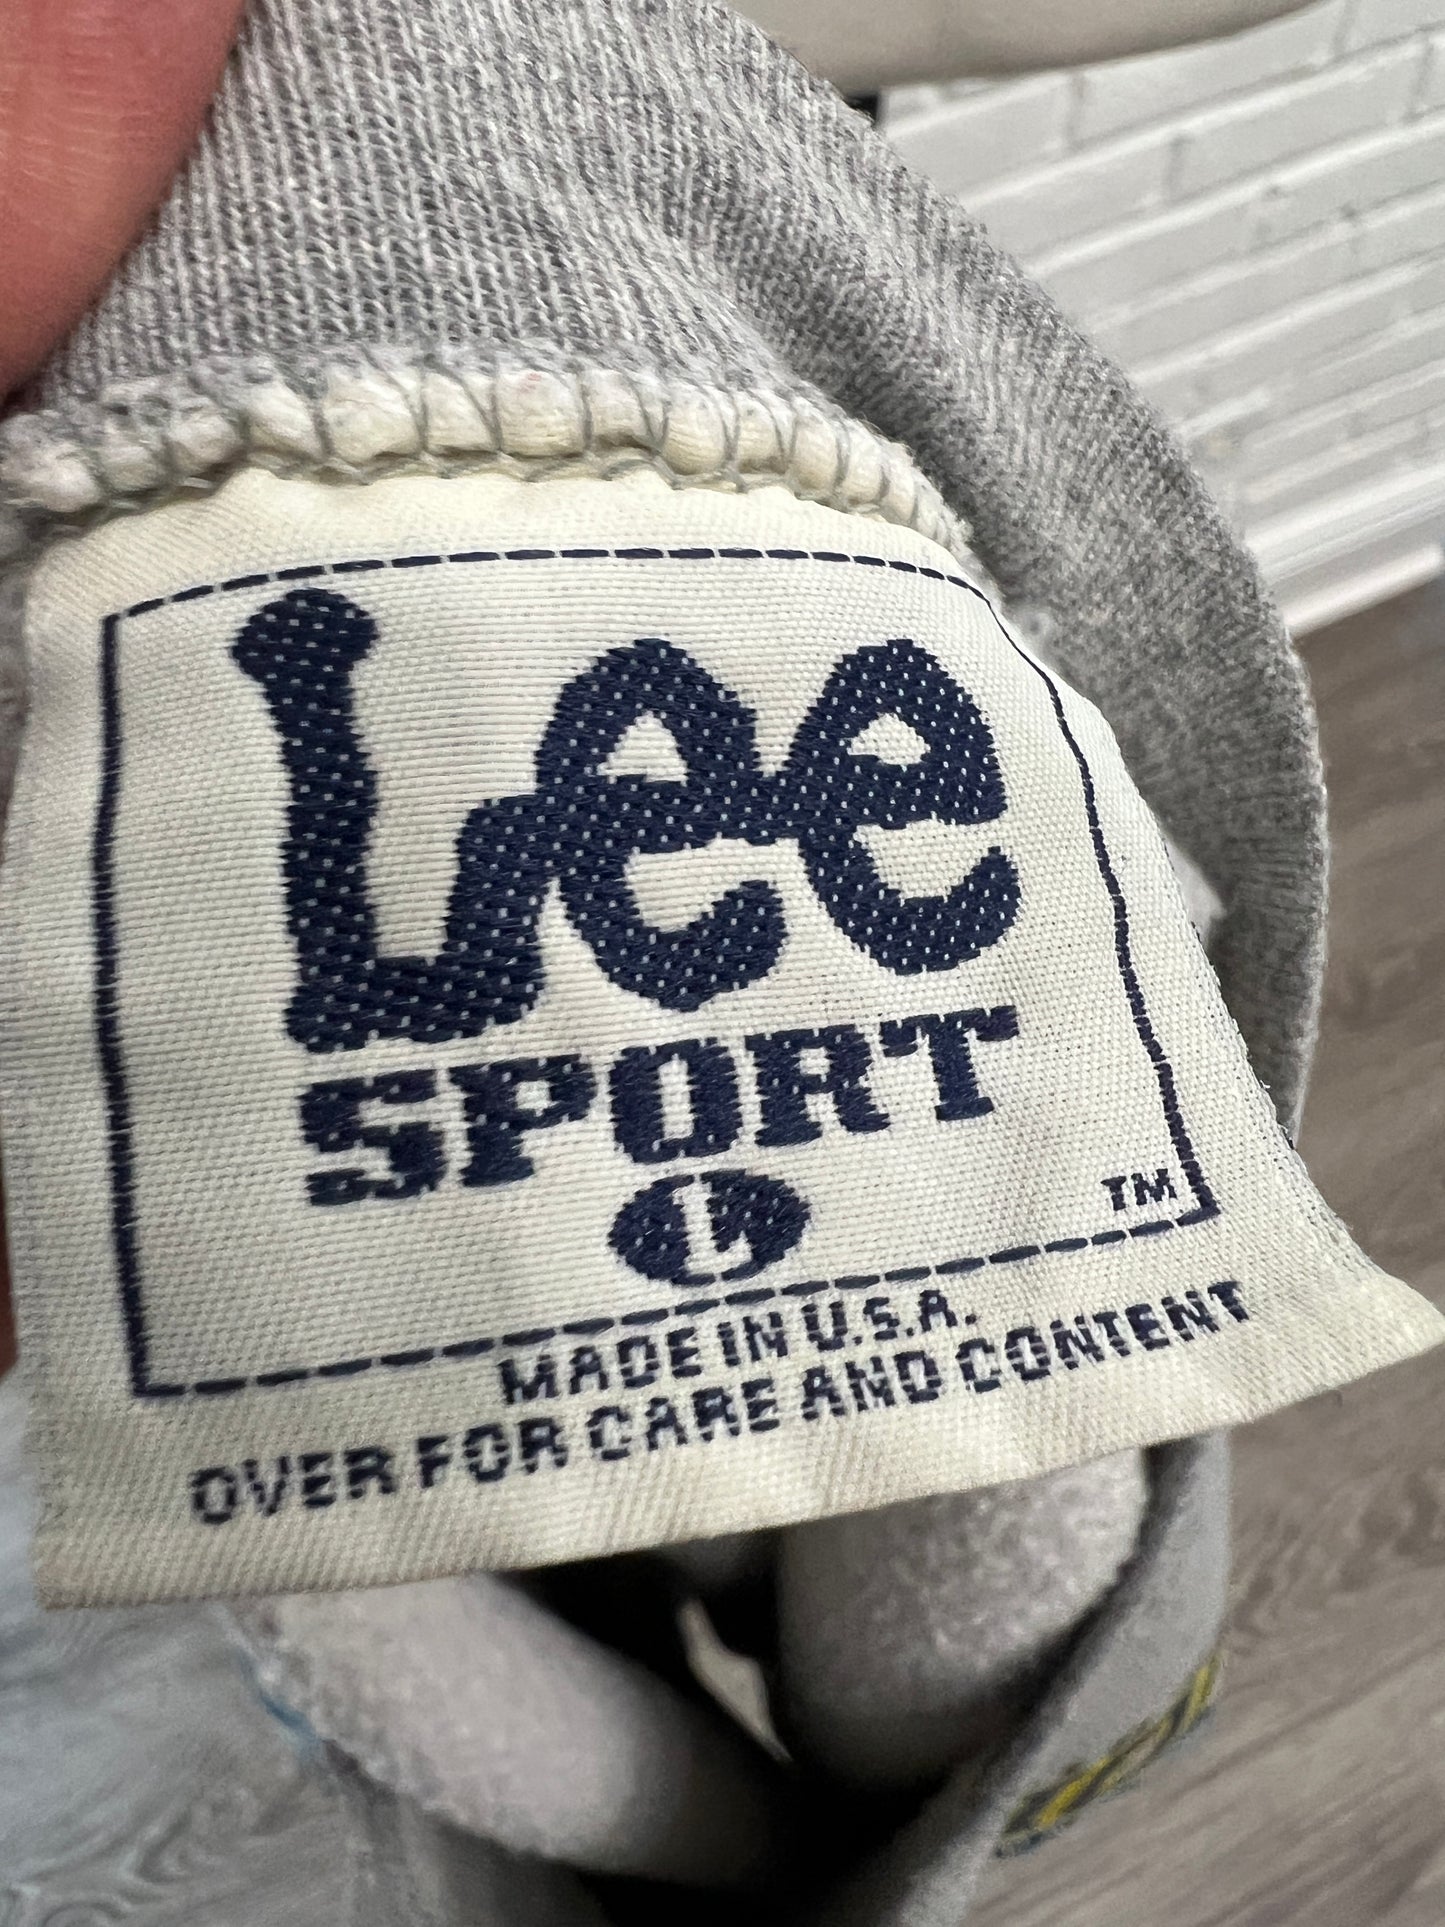 Lee
SPORT
L
TM
MADE IN U.S.A.
OVER FOR CARE AND CONTENT